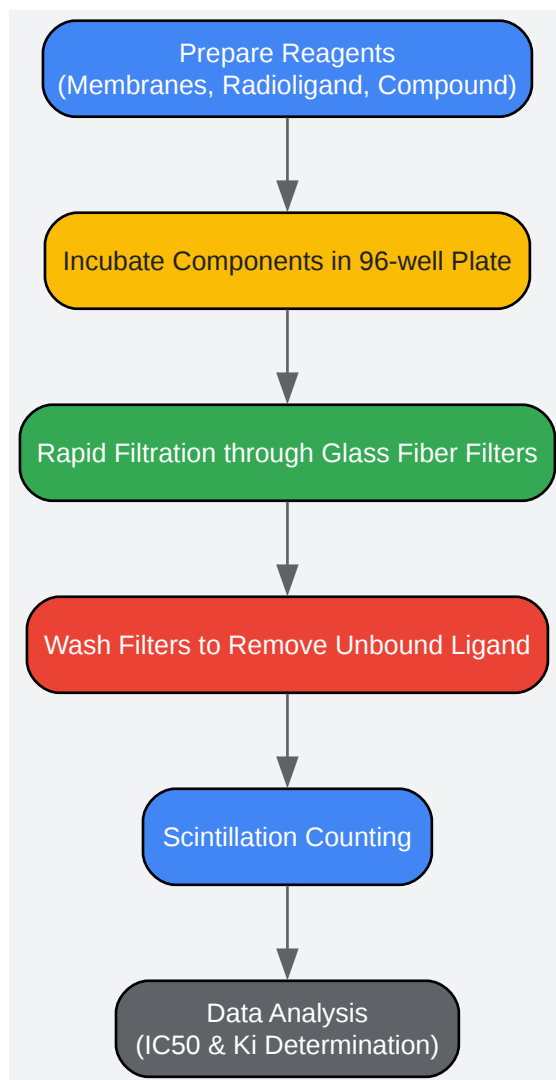 Prepare Reagents
(Membranes, Radioligand, Compound)
Incubate Components in 96-well Plate
Rapid Filtration through Glass Fiber Filters
Wash Filters to Remove Unbound Ligand
Scintillation Counting
Data Analysis
(IC50 & Ki Determination)